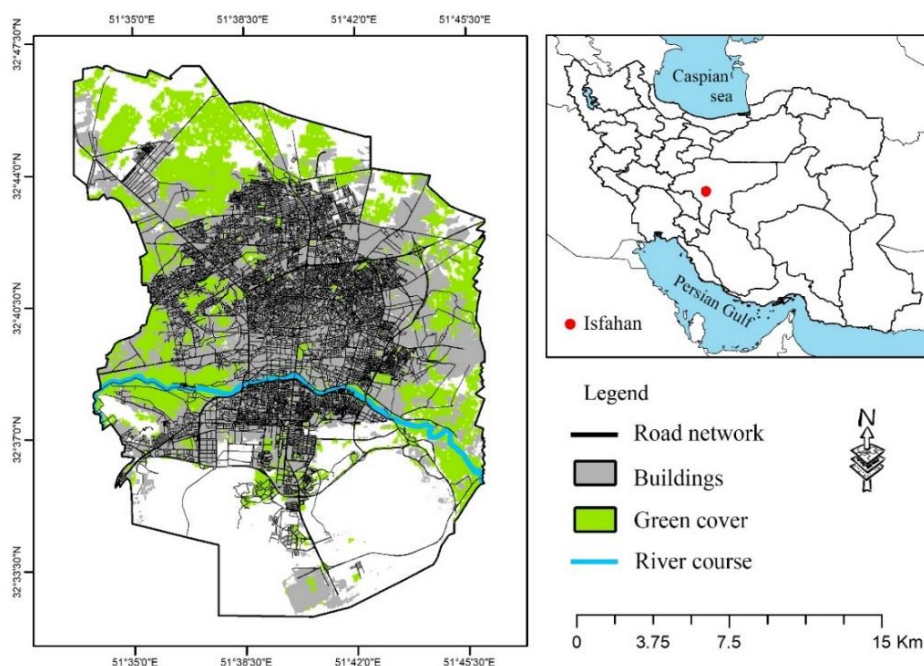 51°35'0"E 51°38'30"E 51°42'0"E 51°45'30"E
32°47'30"N
32°44'0"N
32°40'30"N
32°37'0"N
32°33'30"N
51°35'0"E 51°38'30"E 51°42'0"E 51°45'30"E
Caspian
sea
Persian Gulf
Isfahan
Legend
Road network
Buildings
Green cover
River course
N
0 3.75 7.5 15 Km